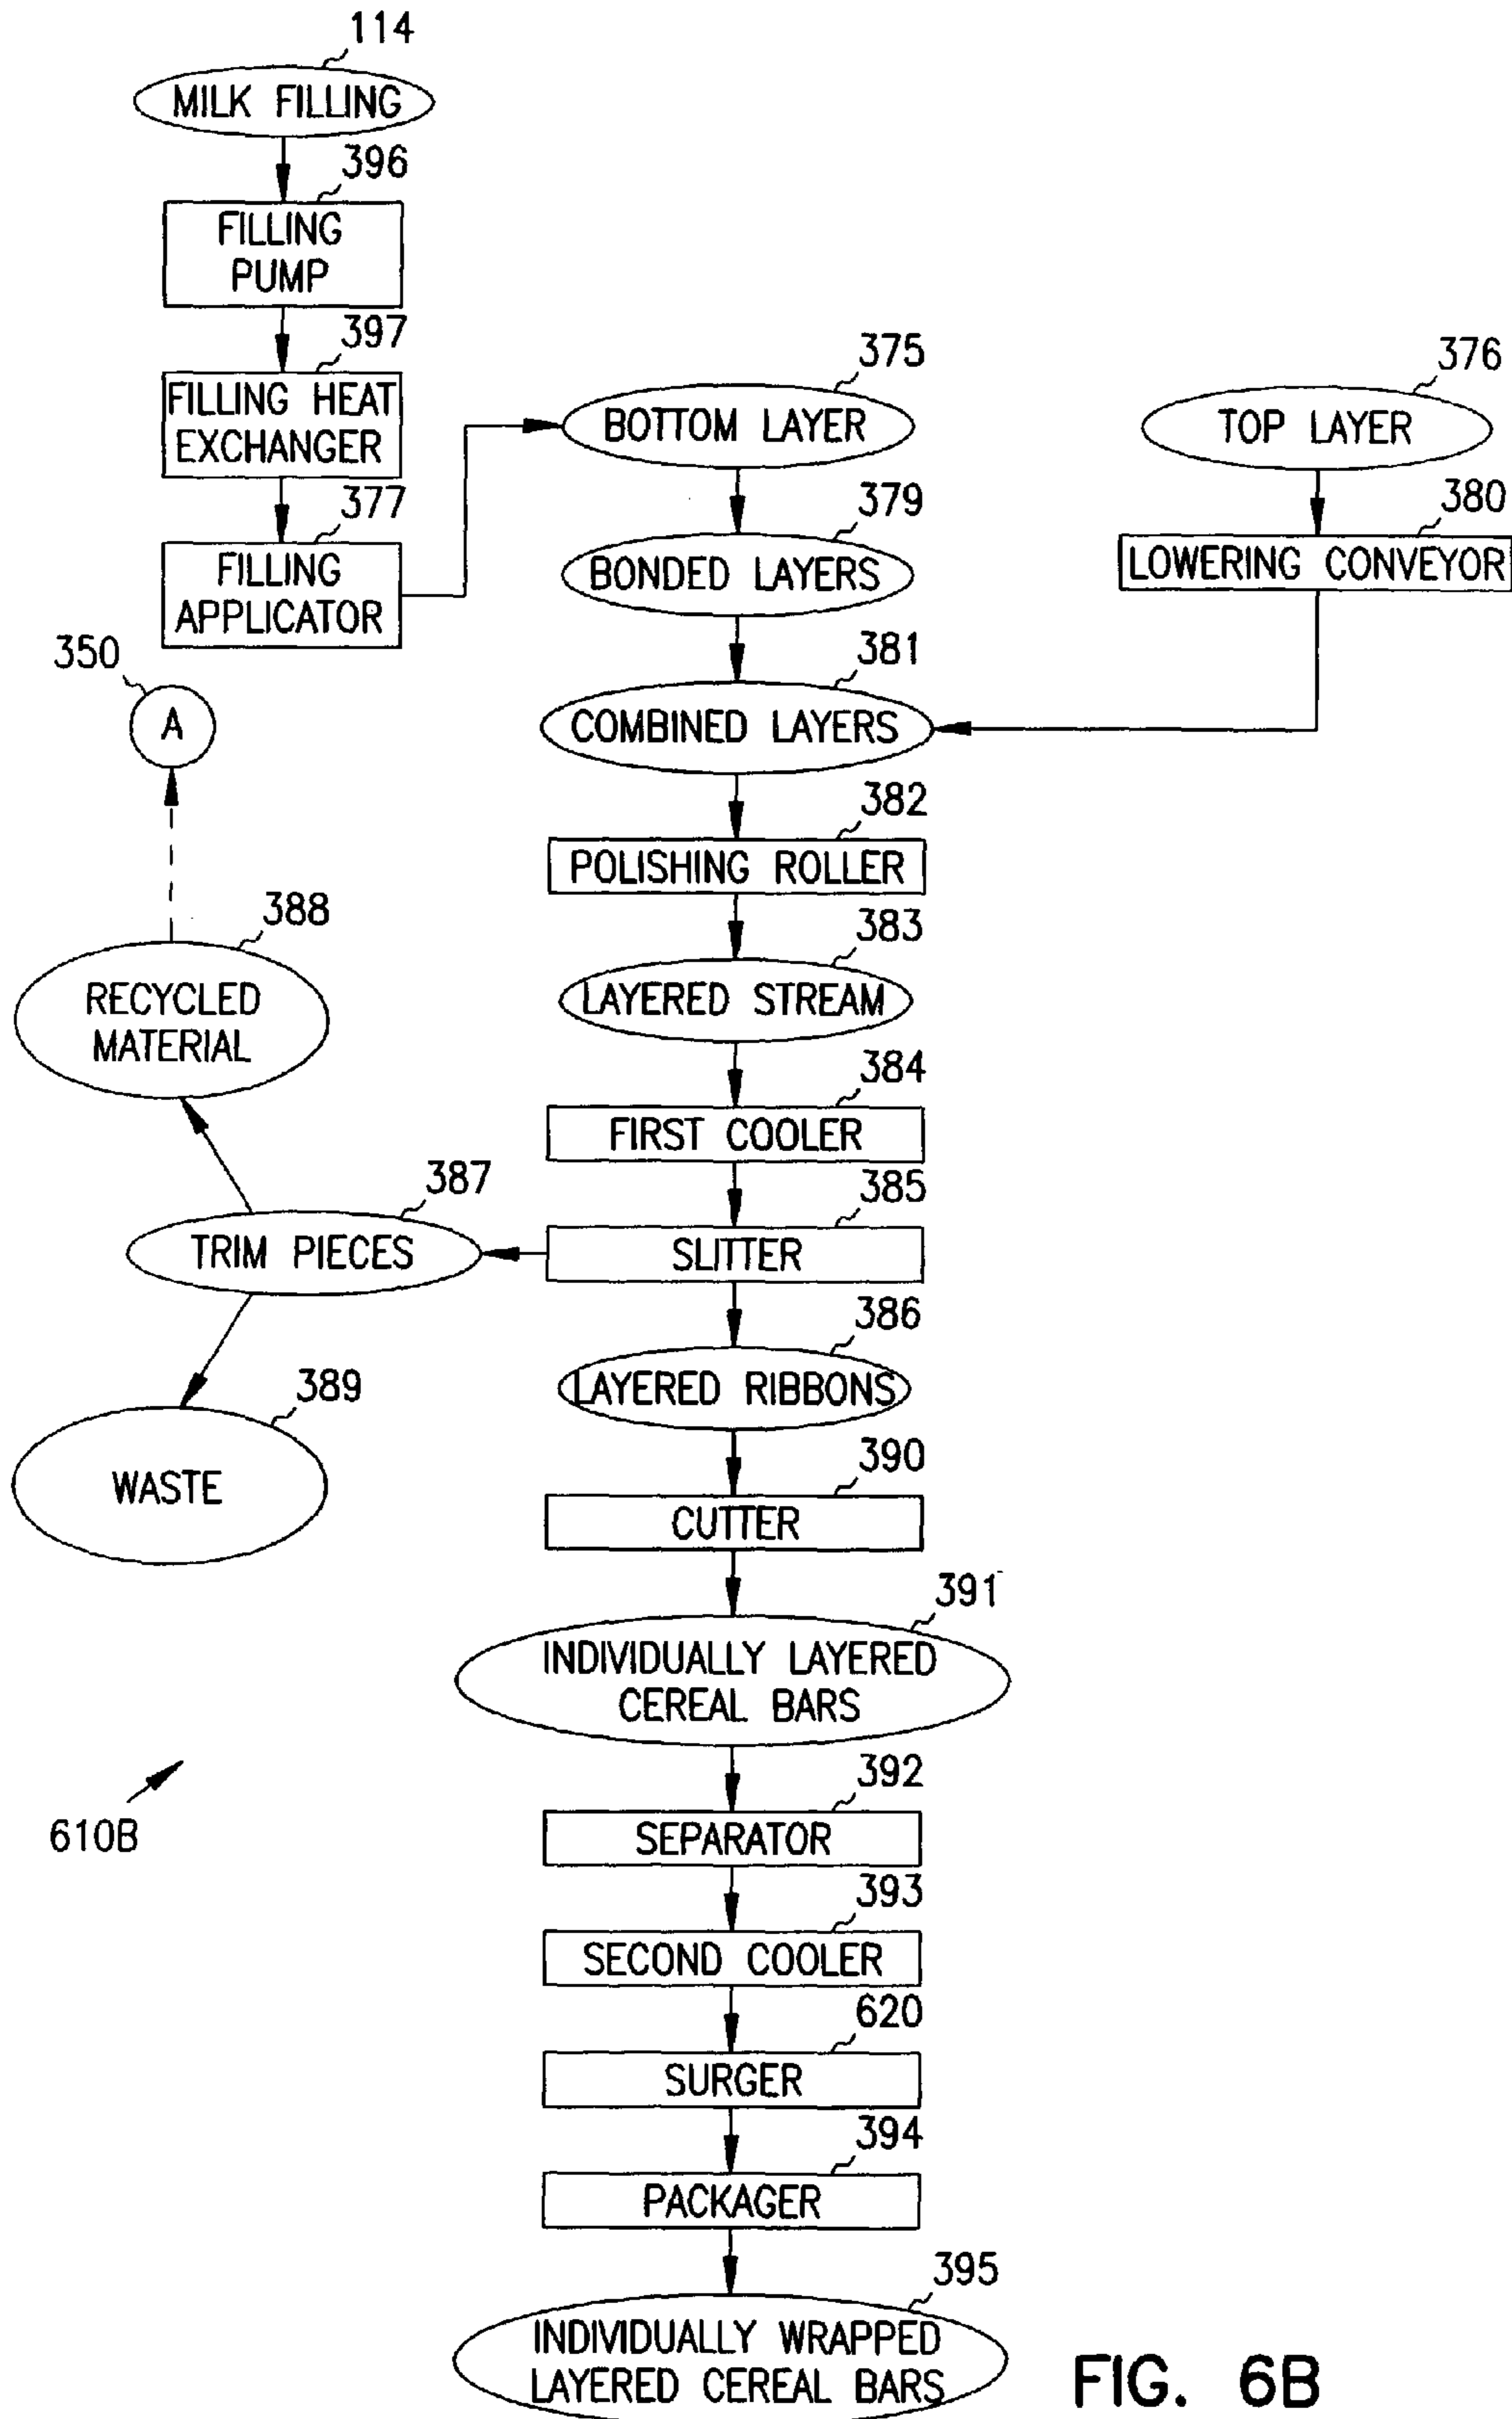 114
MILK FILLING
396
FILLING
PUMP
397
FILLING HEAT
EXCHANGER
377
FILLING
APPLICATOR
375
BOTTOM LAYER
376
TOP LAYER
379
BONDED LAYERS
380
LOWERING CONVEYOR
381
COMBINED LAYERS
350
A
382
POLISHING ROLLER
388
RECYCLED
MATERIAL
383
LAYERED STREAM
384
FIRST COOLER
387
TRIM PIECES
385
SLITTER
386
LAYERED RIBBONS
389
WASTE
390
CUTTER
391
INDIVIDUALLY LAYERED
CEREAL BARS
610B
392
SEPARATOR
393
SECOND COOLER
620
SURGER
394
PACKAGER
395
INDIVIDUALLY WRAPPED
LAYERED CEREAL BARS
FIG. 6B